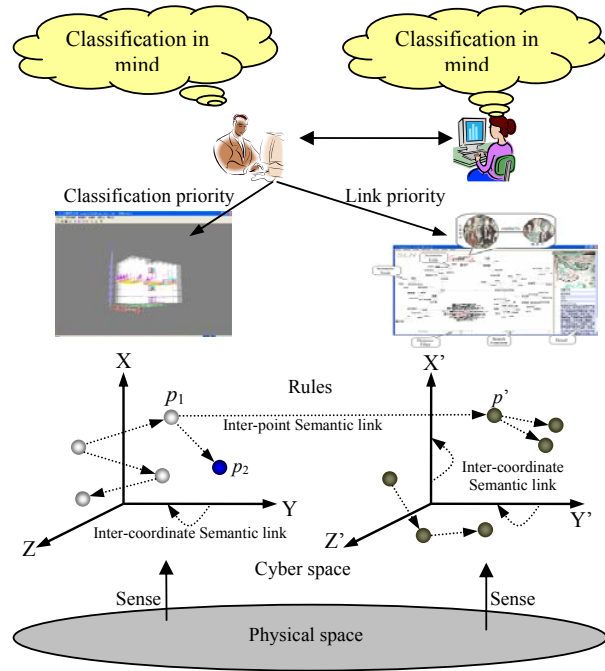 Classification in
mind
Classification in
mind
Classification priority
Link priority
X
X’
Rules
p1
p’
Inter-point Semantic link
p2
Inter-coordinate
Semantic link
Y
Y’
Inter-coordinate Semantic link
Z
Z’
Cyber space
Sense
Sense
Physical space